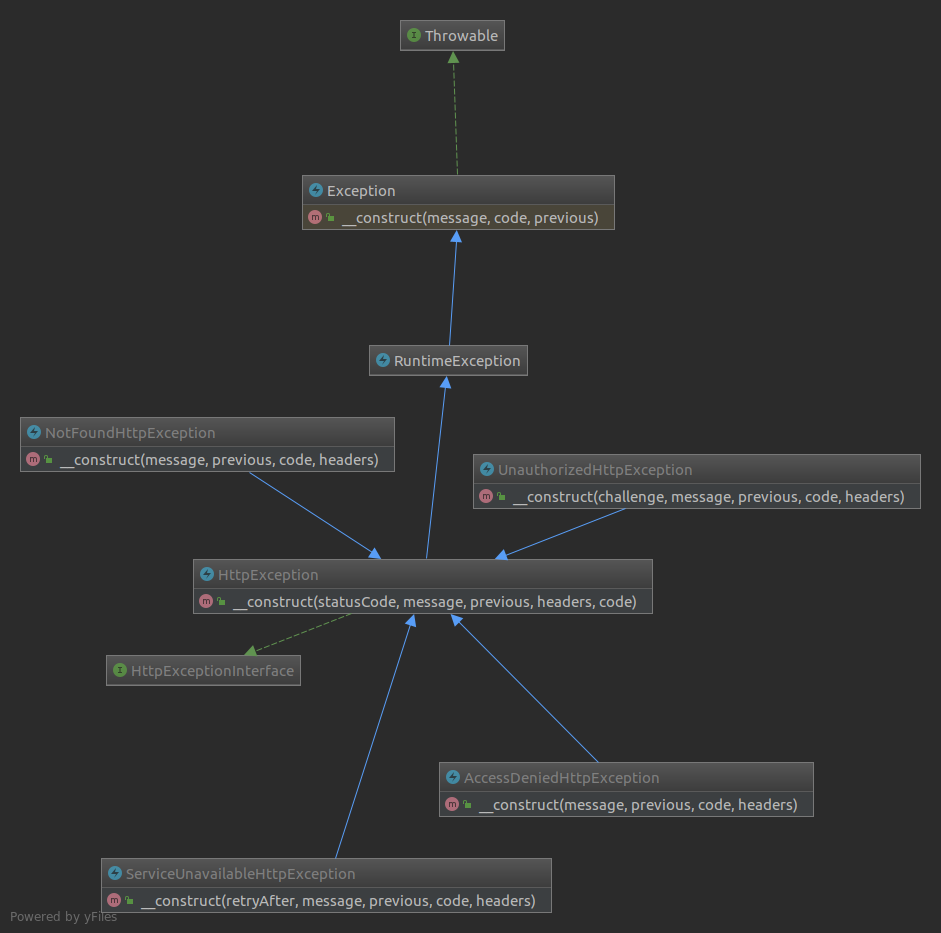 Throwable
Exception
__construct(message, code, previous)
RuntimeException
NotFoundHttpException
__construct(message, previous, code, headers)
UnauthorizedHttpException
__construct(challenge, message, previous, code, headers)
HttpException
__construct(statusCode, message, previous, headers, code)
HttpExceptionInterface
AccessDeniedHttpException
__construct(message, previous, code, headers)
ServiceUnavailableHttpException
__construct(retryAfter, message, previous, code, headers)
Powered by yFiles